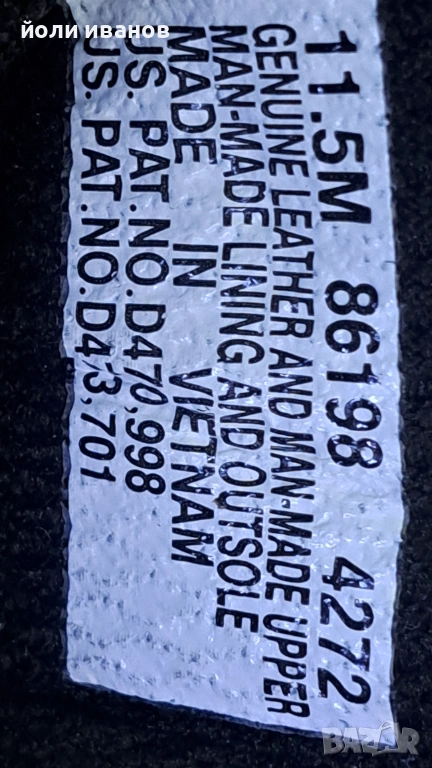 йоли иванов
11.5M 86198 4272
GENUINE LEATHER AND MAN-MADE UPPER
MAN-MADE LINING AND OUTSOLE
MADE IN VIETNAM
US. PAT.NO.D470,998
US. PAT.NO.D473,701
BAZAR